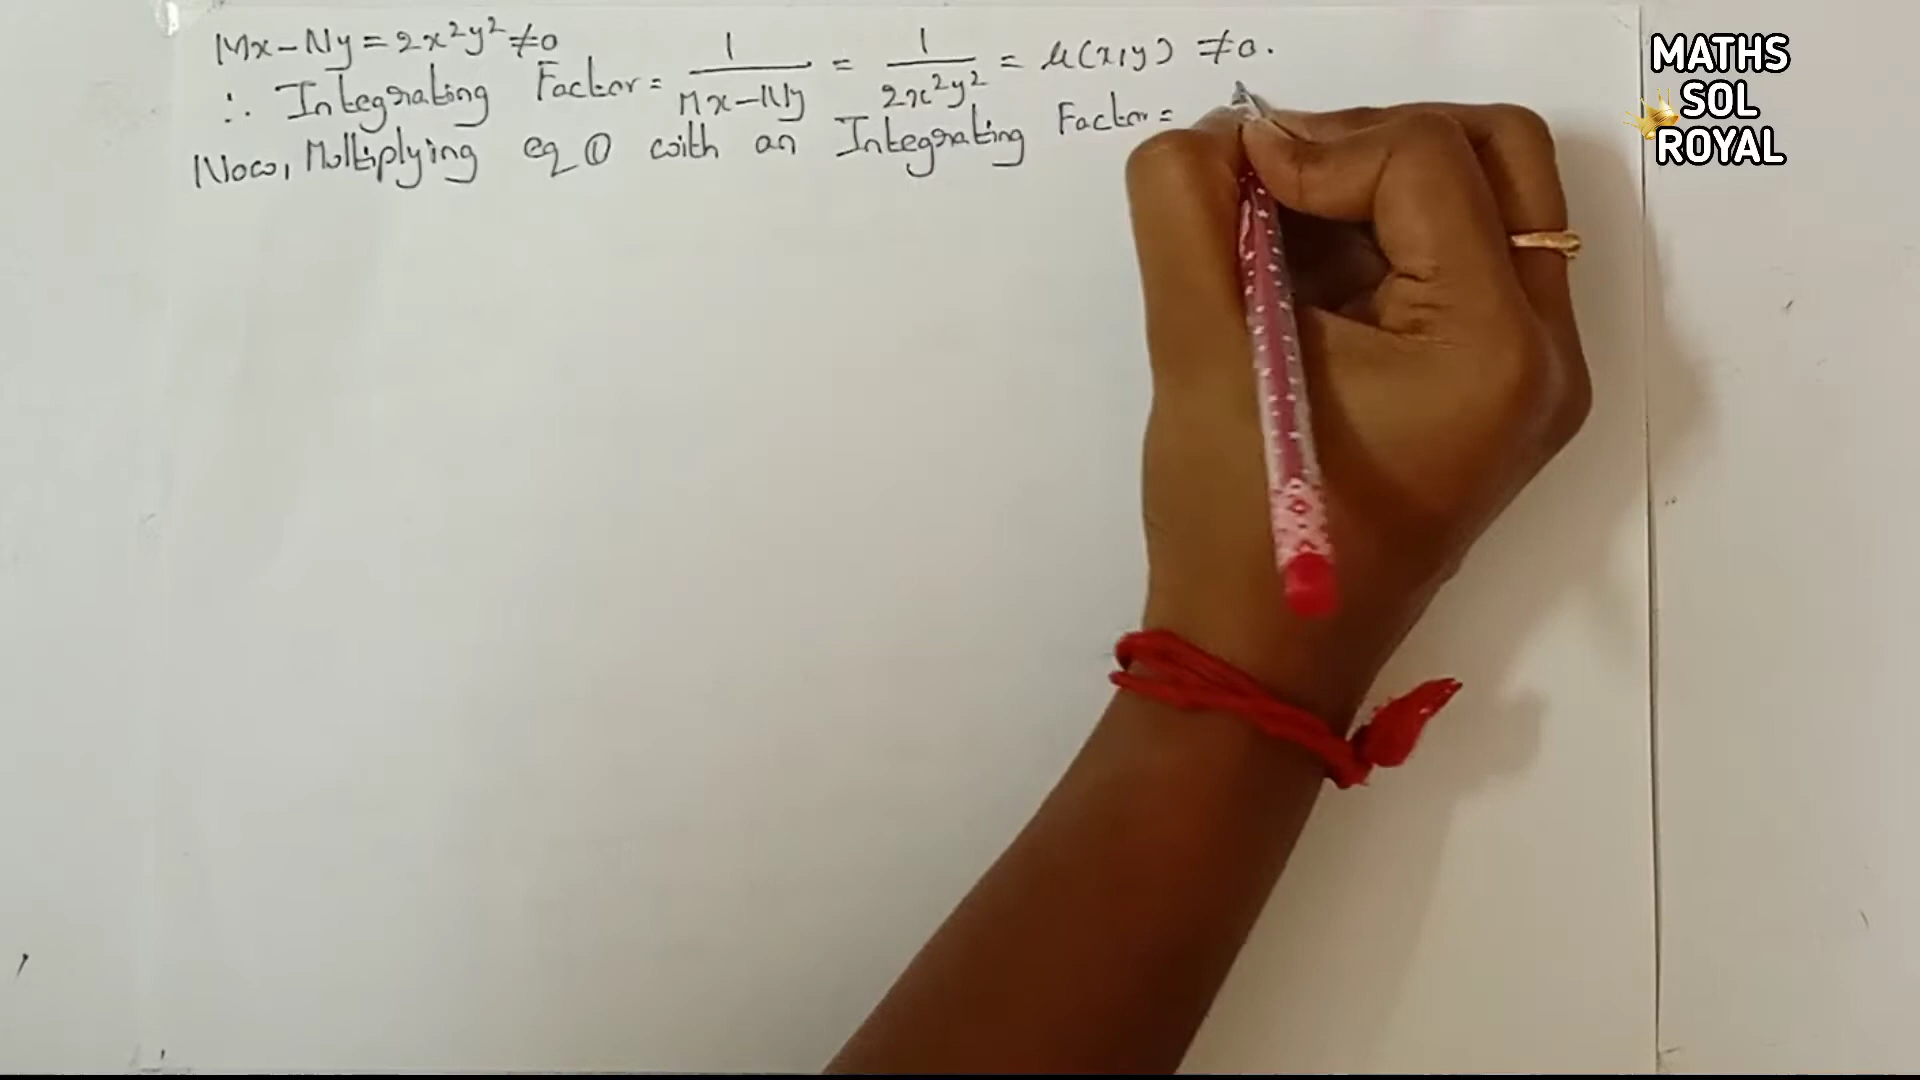 Mx-Ny = 2x²y² ≠ 0
∴ Integrating Factor = 1/(Mx-Ny) = 1/(2x²y²) = μ(x,y) ≠ 0.
Now, Multiplying eq ① with an Integrating Factor =
MATHS
SOL
ROYAL